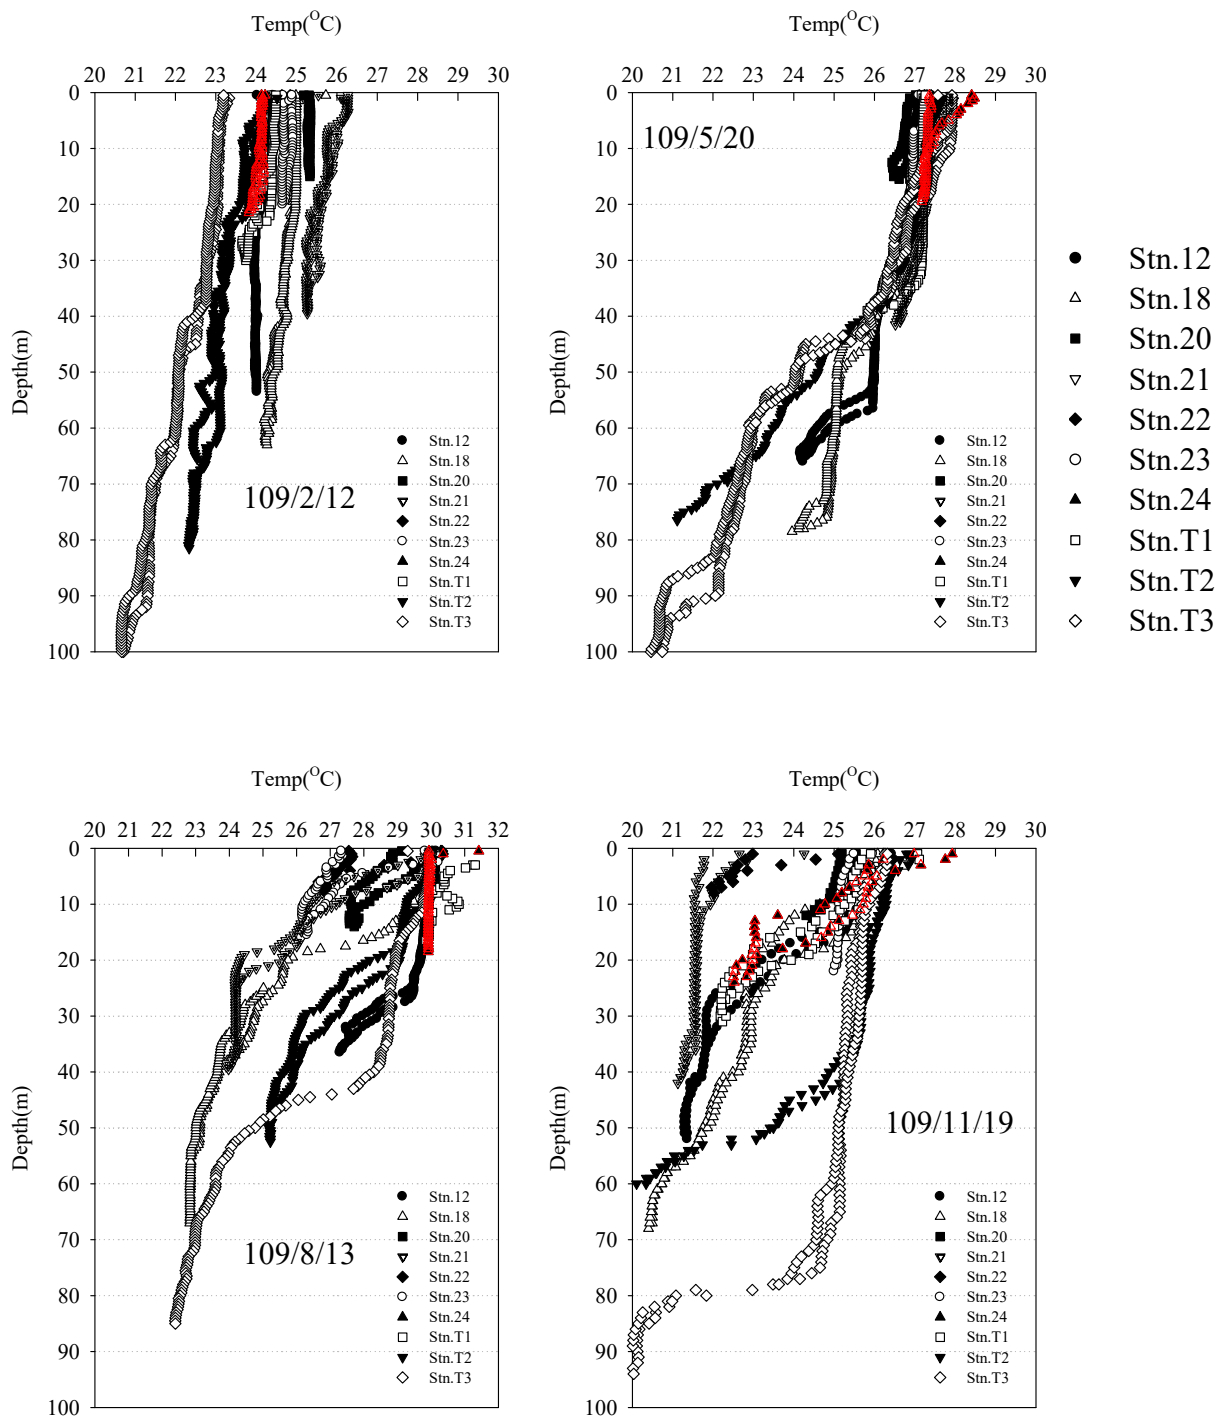 Temp(°C)
20 21 22 23 24 25 26 27 28 29 30
0
10
20
30
40
50
60
70
80
90
100
Depth(m)
109/2/12
Stn.12
Stn.18
Stn.20
Stn.21
Stn.22
Stn.23
Stn.24
Stn.T1
Stn.T2
Stn.T3
Temp(°C)
20 21 22 23 24 25 26 27 28 29 30
0
10
20
30
40
50
60
70
80
90
100
Depth(m)
109/5/20
Stn.12
Stn.18
Stn.20
Stn.21
Stn.22
Stn.23
Stn.24
Stn.T1
Stn.T2
Stn.T3
Stn.12
Stn.18
Stn.20
Stn.21
Stn.22
Stn.23
Stn.24
Stn.T1
Stn.T2
Stn.T3
Temp(°C)
20 21 22 23 24 25 26 27 28 29 30 31 32
0
10
20
30
40
50
60
70
80
90
100
Depth(m)
109/8/13
Stn.12
Stn.18
Stn.20
Stn.21
Stn.22
Stn.23
Stn.24
Stn.T1
Stn.T2
Stn.T3
Temp(°C)
20 21 22 23 24 25 26 27 28 29 30
0
10
20
30
40
50
60
70
80
90
100
Depth(m)
109/11/19
Stn.12
Stn.18
Stn.20
Stn.21
Stn.22
Stn.23
Stn.24
Stn.T1
Stn.T2
Stn.T3